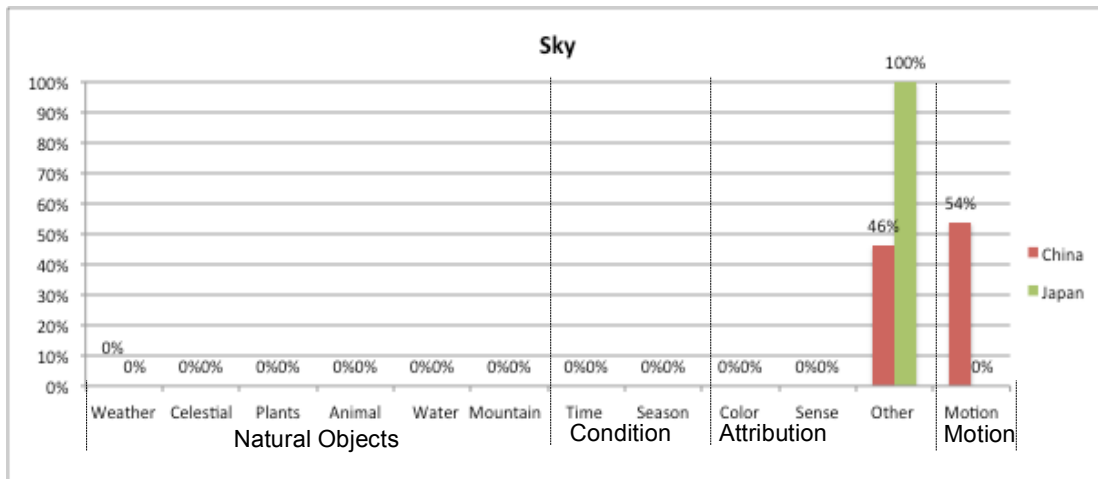 Sky
100%
100%
90%
80%
70%
60%
50%
40%
30%
20%
10%
0%
0% 0% 0%0% 0%0% 0%0% 0%0% 0%0% 0%0% 0%0% 0%0% 0%0% 46% 54% 0%
Weather Celestial Plants Animal Water Mountain Time Season Color Sense Other Motion
Natural Objects Condition Attribution Motion
China
Japan